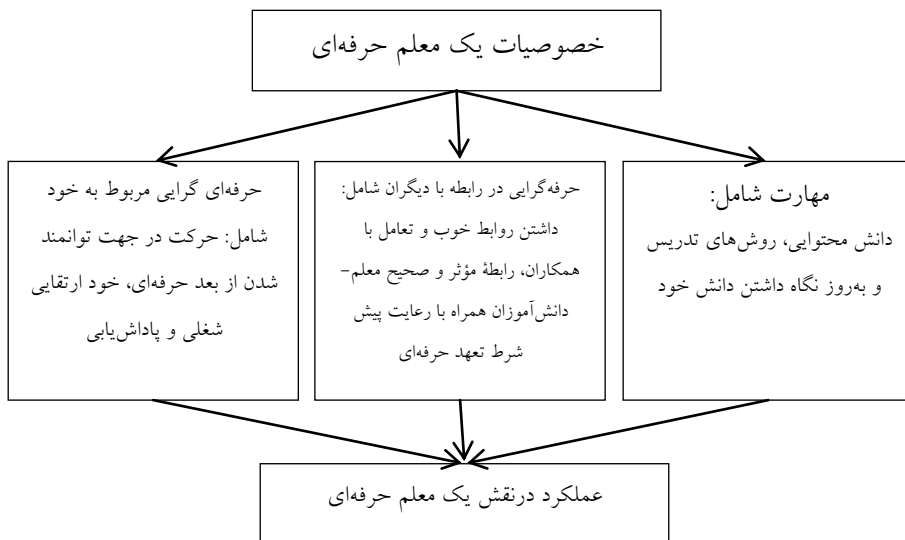 خصوصیات یک معلم حرفه‌ای
مهارت شامل:
دانش محتوایی، روش‌های تدریس
و به‌روز نگاه داشتن دانش خود
حرفه‌گرایی در رابطه با دیگران شامل:
داشتن روابط خوب و تعامل با
همکاران، رابطهٔ مؤثر و صحیح معلم-
دانش‌آموزان همراه با رعایت پیش
شرط تعهد حرفه‌ای
حرفه‌ای گرایی مربوط به خود
شامل: حرکت در جهت توانمند
شدن از بعد حرفه‌ای، خود ارتقایی
شغلی و پاداش‌یابی
عملکرد درنقش یک معلم حرفه‌ای